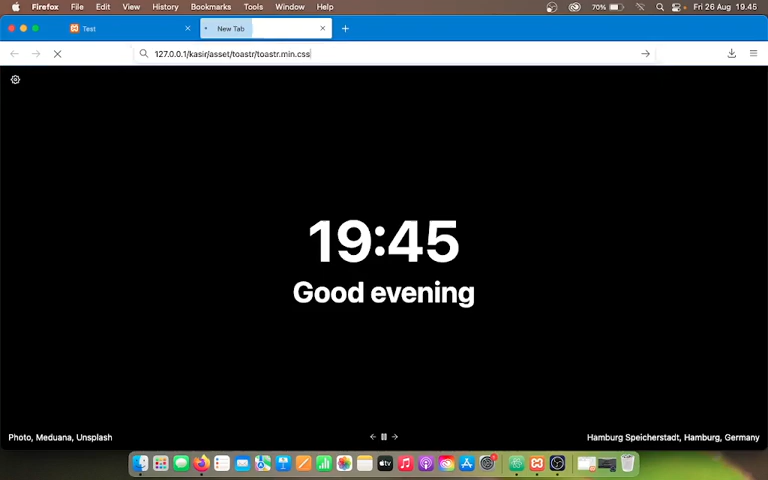 Firefox File Edit View History Bookmarks Tools Window Help 70% Fri 26 Aug 19.45
Test New Tab
127.0.0.1/kasir/asset/toastr/toastr.min.css
19:45
Good evening
Photo, Meduana, Unsplash
Hamburg Speicherstadt, Hamburg, Germany